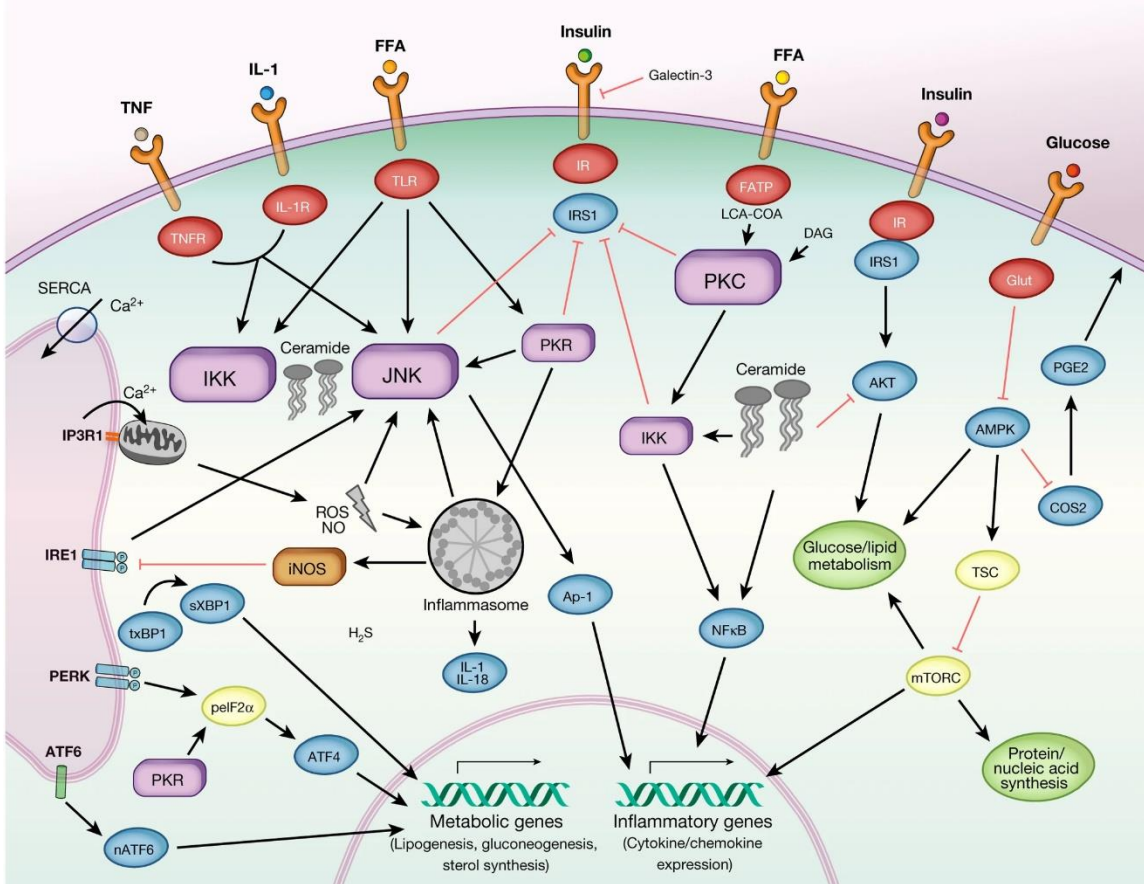 FFA
Insulin
FFA
IL-1
Galectin-3
TNF
Insulin
Glucose
IR
TLR
FATP
IL-1R
IRS1
LCA-COA
IR
TNFR
DAG
IRS1
Glut
SERCA
Ca2+
PKC
Ceramide
PKR
PGE2
IKK
JNK
Ceramide
AKT
Ca2+
IP3R1
IKK
AMPK
ROS
NO
COS2
IRE1
P
P
iNOS
Glucose/lipid
metabolism
TSC
sXBP1
Inflammasome
Ap-1
txBP1
H2S
NFκB
IL-1
IL-18
PERK
P
P
mTORC
peIF2α
ATF6
ATF4
PKR
Protein/
nucleic acid
synthesis
Metabolic genes
(Lipogenesis, gluconeogenesis,
sterol synthesis)
Inflammatory genes
(Cytokine/chemokine
expression)
nATF6